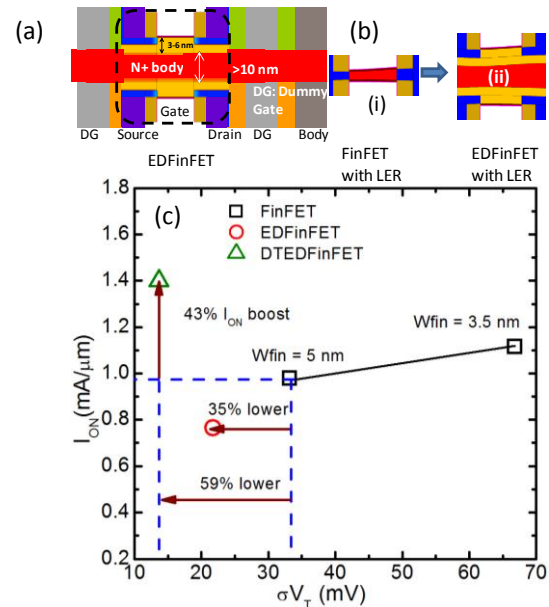 (a)
3-6 nm
N+ body
>10 nm
DG: Dummy
Gate
Gate
DG Source Drain DG Body
EDFinFET
(b)
(i)
(ii)
FinFET
with LER
EDFinFET
with LER
(c)
FinFET
EDFinFET
DTEDFinFET
43% ION boost
Wfin = 5 nm
Wfin = 3.5 nm
35% lower
59% lower
1.8
1.6
1.4
1.2
1.0
0.8
0.6
0.4
0.2
ION(mA/μm)
10 20 30 40 50 60 70
σVT (mV)